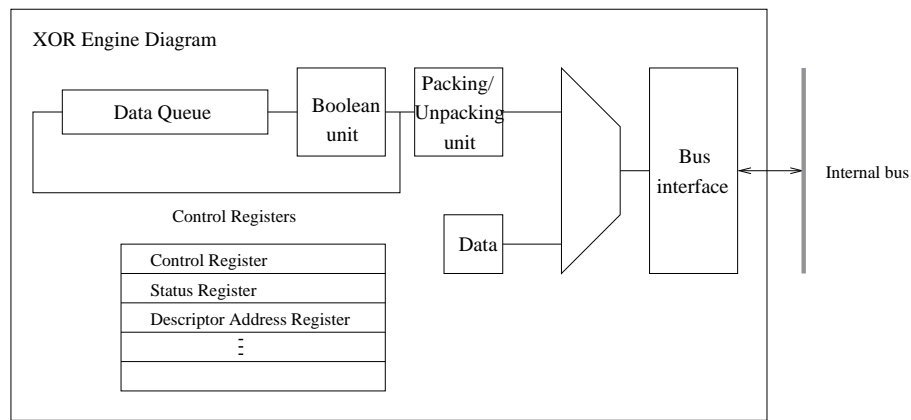 XOR Engine Diagram
Data Queue
Boolean
unit
Packing/
Unpacking
unit
Bus
interface
Internal bus
Data
Control Registers
Control Register
Status Register
Descriptor Address Register